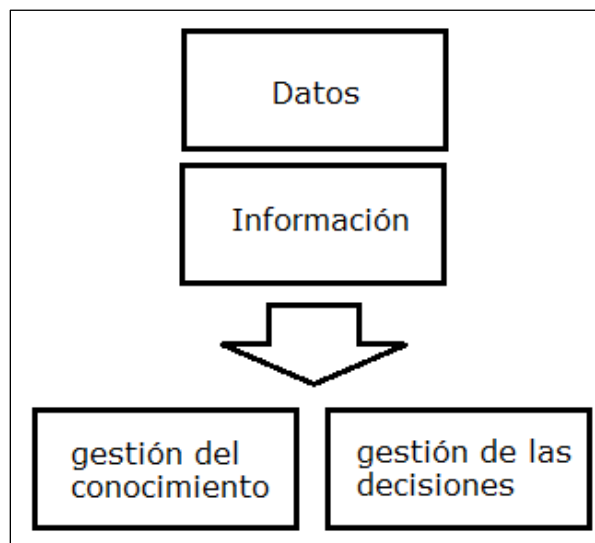 Datos
Información
gestión del
conocimiento
gestión de las
decisiones